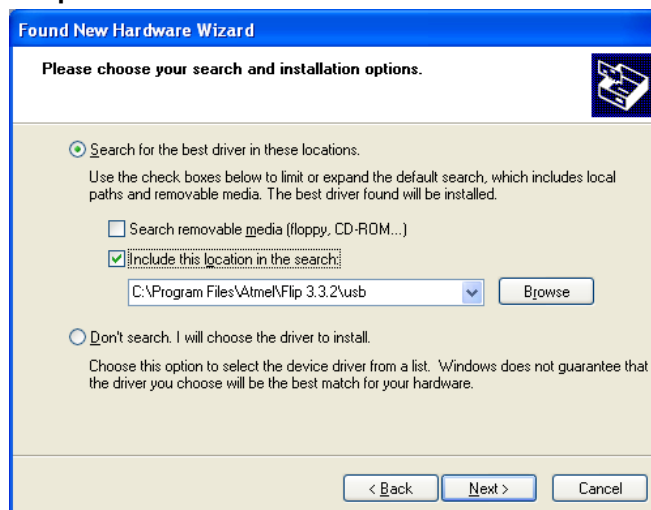 Found New Hardware Wizard
Please choose your search and installation options.
Search for the best driver in these locations.
Use the check boxes below to limit or expand the default search, which includes local
paths and removable media. The best driver found will be installed.
Search removable media (floppy, CD-ROM...)
Include this location in the search:
C:\Program Files\Atmel\Flip 3.3.2\usb
Browse
Don't search. I will choose the driver to install.
Choose this option to select the device driver from a list. Windows does not guarantee that
the driver you choose will be the best match for your hardware.
< Back
Next >
Cancel